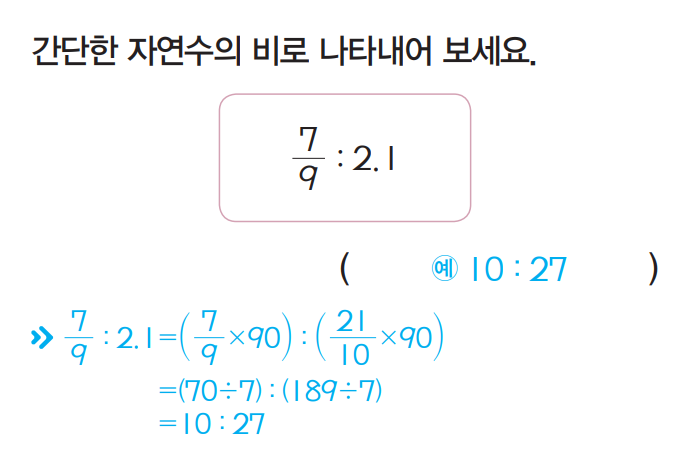 간단한 자연수의 비로 나타내어 보세요.
7/9 : 2.1
( 예 10 : 27 )
» 7/9 : 2.1=(7/9×90) : (21/10×90)
=(70÷7) : (189÷7)
=10 : 27